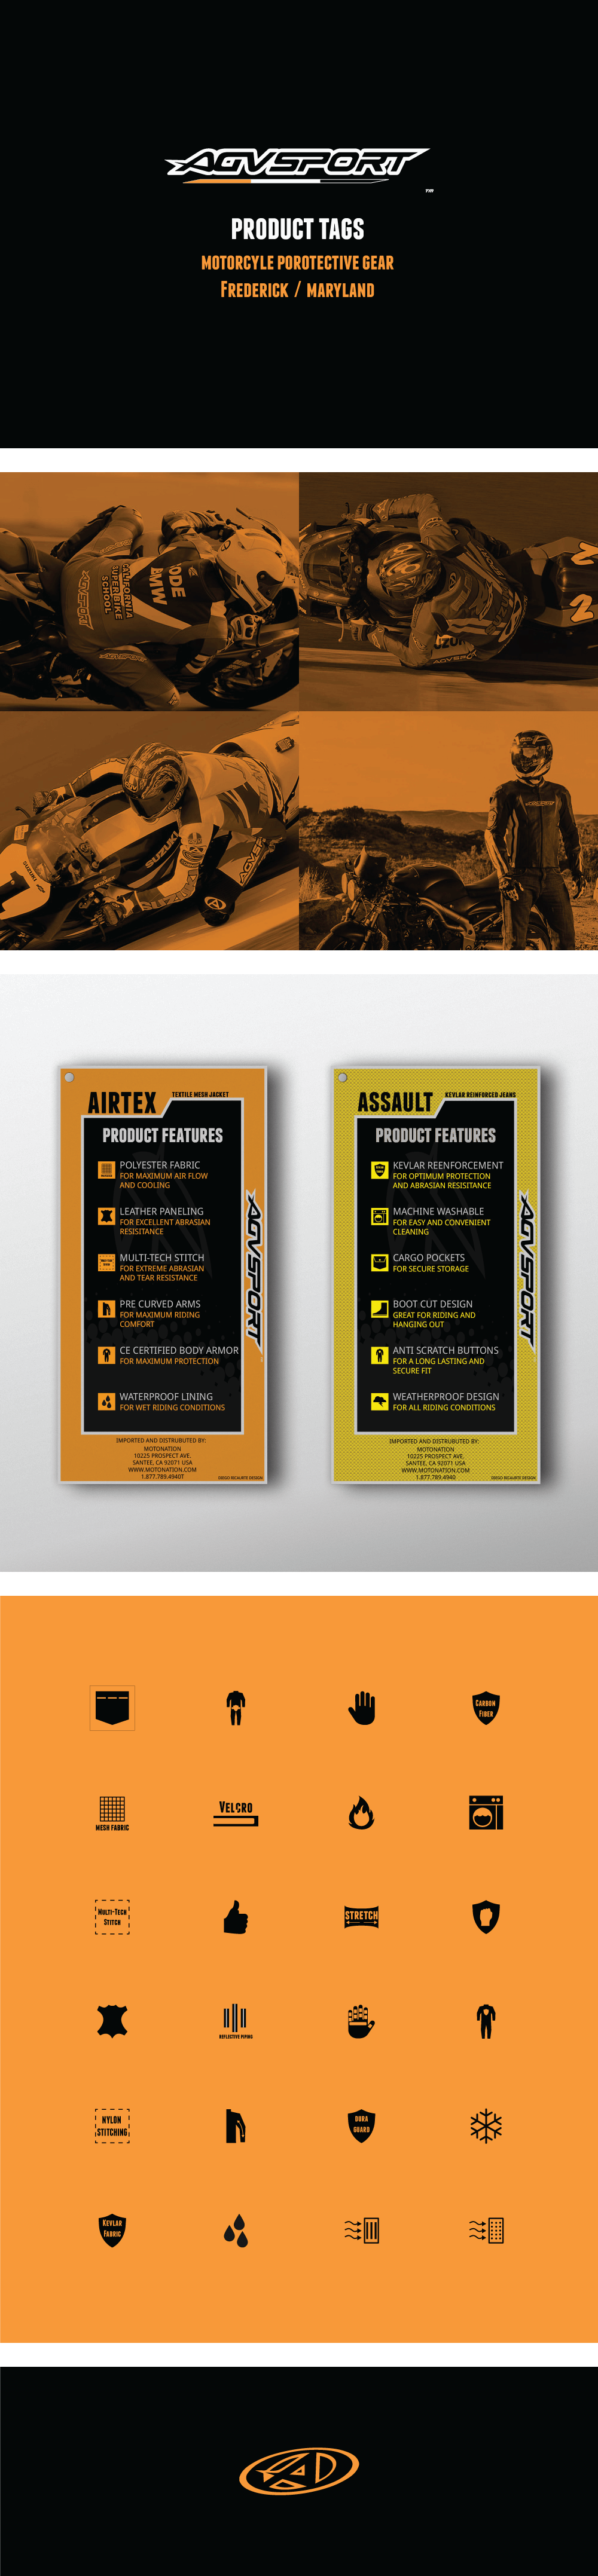 AGVSPORT
TM
PRODUCT TAGS
MOTORCYLE POROTECTIVE GEAR
FREDERICK / MARYLAND
CALIFORNIA
SUPERBIKE
SCHOOL
AGVSPORT
BMW
SUZUKI
AIRTEX
TEXTILE MESH JACKET
PRODUCT FEATURES
POLYESTER FABRIC
FOR MAXIMUM AIR FLOW
AND COOLING
LEATHER PANELING
FOR EXCELLENT ABRASIAN
RESISITANCE
MULTI-TECH STITCH
FOR EXTREME ABRASIAN
AND TEAR RESISTANCE
PRE CURVED ARMS
FOR MAXIMUM RIDING
COMFORT
CE CERTIFIED BODY ARMOR
FOR MAXIMUM PROTECTION
WATERPROOF LINING
FOR WET RIDING CONDITIONS
AGVSPORT
IMPORTED AND DISTRUBUTED BY:
MOTONATION
10225 PROSPECT AVE.
SANTEE, CA 92071 USA
WWW.MOTONATION.COM
1.877.789.4940T
DIEGO RICAURTE DESIGN
ASSAULT
KEVLAR REINFORCED JEANS
PRODUCT FEATURES
KEVLAR REENFORCEMENT
FOR OPTIMUM PROTECTION
AND ABRASIAN RESISITANCE
MACHINE WASHABLE
FOR EASY AND CONVENIENT
CLEANING
CARGO POCKETS
FOR SECURE STORAGE
BOOT CUT DESIGN
GREAT FOR RIDING AND
HANGING OUT
ANTI SCRATCH BUTTONS
FOR A LONG LASTING AND
SECURE FIT
WEATHERPROOF DESIGN
FOR ALL RIDING CONDITIONS
AGVSPORT
IMPORTED AND DISTRUBUTED BY:
MOTONATION
10225 PROSPECT AVE.
SANTEE, CA 92071 USA
WWW.MOTONATION.COM
1.877.789.4940
DIEGO RICAURTE DESIGN
CARBON
FIBER
MESH FABRIC
VELCRO
MULTI-TECH
STITCH
STRETCH
REFLECTIVE PIPING
NYLON
STITCHING
DURA
GUARD
KEVLAR
FABRIC